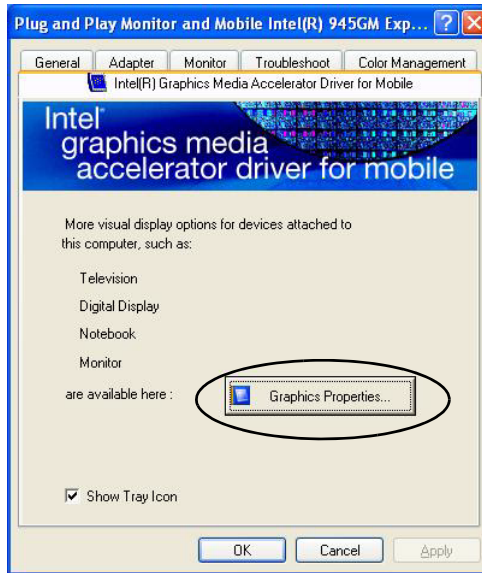 Plug and Play Monitor and Mobile Intel(R) 945GM Exp...
General Adapter Monitor Troubleshoot Color Management
Intel(R) Graphics Media Accelerator Driver for Mobile
Intel®
graphics media
accelerator driver for mobile
More visual display options for devices attached to
this computer, such as:
Television
Digital Display
Notebook
Monitor
are available here :
Graphics Properties...
Show Tray Icon
OK Cancel Apply